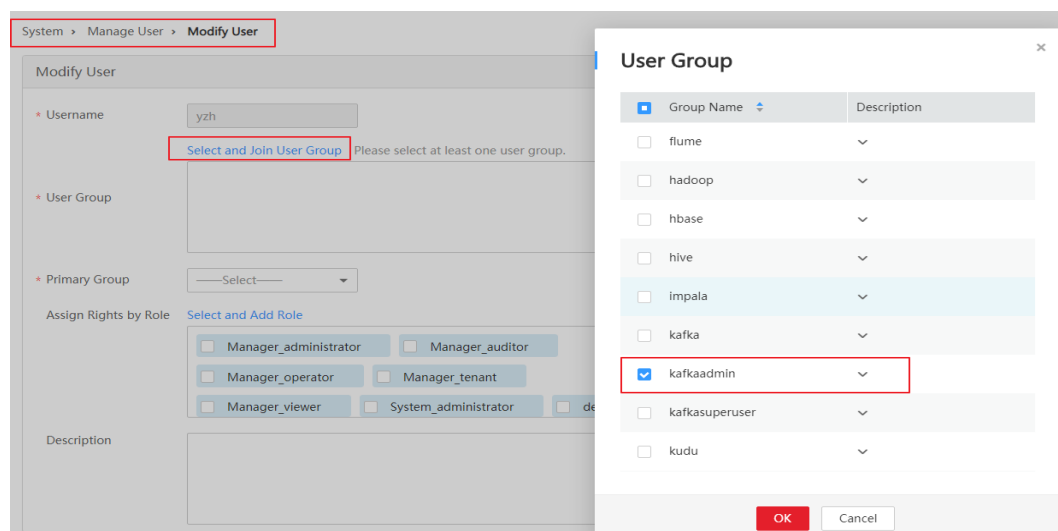 System › Manage User › Modify User
Modify User
* Username
yzh
Select and Join User Group Please select at least one user group.
* User Group
* Primary Group
——Select——
Assign Rights by Role Select and Add Role
Manager_administrator Manager_auditor
Manager_operator Manager_tenant
Manager_viewer System_administrator de
Description
×
User Group
Group Name Description
flume
hadoop
hbase
hive
impala
kafka
kafkaadmin
kafkasuperuser
kudu
OK Cancel